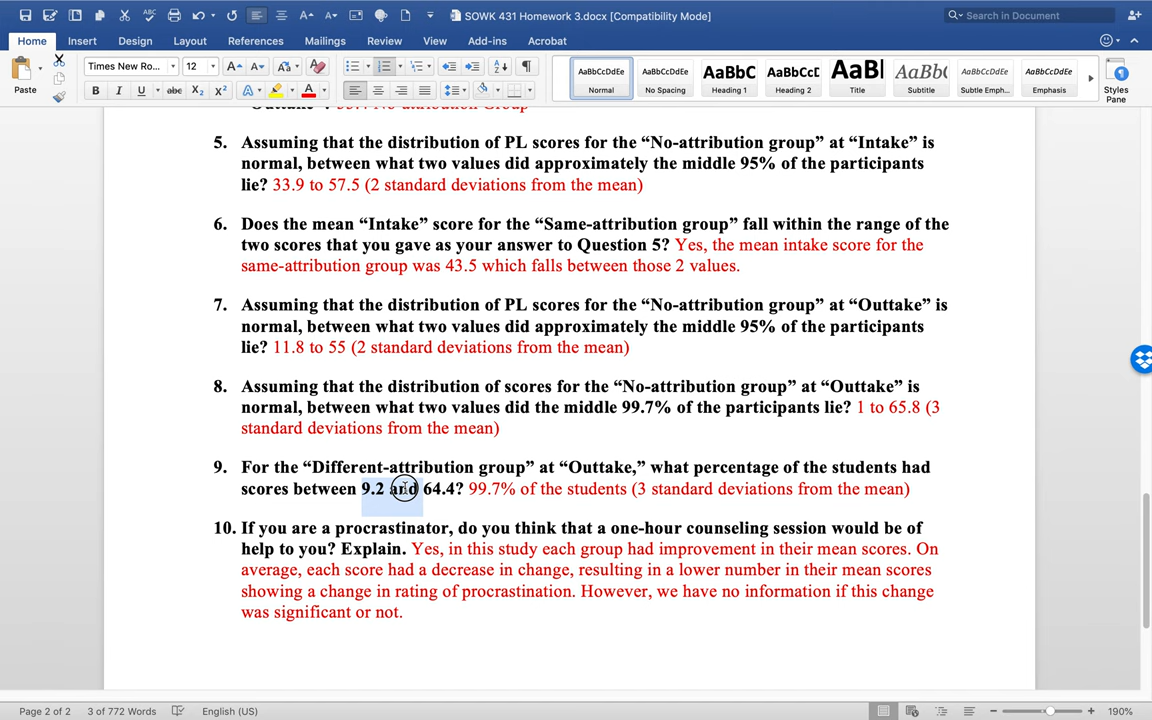 SOWK 431 Homework 3.docx [Compatibility Mode]
Search in Document
Home Insert Design Layout References Mailings Review View Add-ins Acrobat
Paste
Times New Ro... 12
B I U abc X₂ X²
AaBbCcDdEe AaBbCcDdEe AaBbC AaBbCcD AaBb AaBbC AaBbCcDdEe AaBbCcDdEe
Normal No Spacing Heading 1 Heading 2 Title Subtitle Subtle Emph... Emphasis
Styles
Pane
5. Assuming that the distribution of PL scores for the “No-attribution group” at “Intake” is
normal, between what two values did approximately the middle 95% of the participants
lie? 33.9 to 57.5 (2 standard deviations from the mean)
6. Does the mean “Intake” score for the “Same-attribution group” fall within the range of the
two scores that you gave as your answer to Question 5? Yes, the mean intake score for the
same-attribution group was 43.5 which falls between those 2 values.
7. Assuming that the distribution of PL scores for the “No-attribution group” at “Outtake” is
normal, between what two values did approximately the middle 95% of the participants
lie? 11.8 to 55 (2 standard deviations from the mean)
8. Assuming that the distribution of scores for the “No-attribution group” at “Outtake” is
normal, between what two values did the middle 99.7% of the participants lie? 1 to 65.8 (3
standard deviations from the mean)
9. For the “Different-attribution group” at “Outtake,” what percentage of the students had
scores between 9.2 and 64.4? 99.7% of the students (3 standard deviations from the mean)
10. If you are a procrastinator, do you think that a one-hour counseling session would be of
help to you? Explain. Yes, in this study each group had improvement in their mean scores. On
average, each score had a decrease in change, resulting in a lower number in their mean scores
showing a change in rating of procrastination. However, we have no information if this change
was significant or not.
Page 2 of 2 3 of 772 Words English (US) 190%